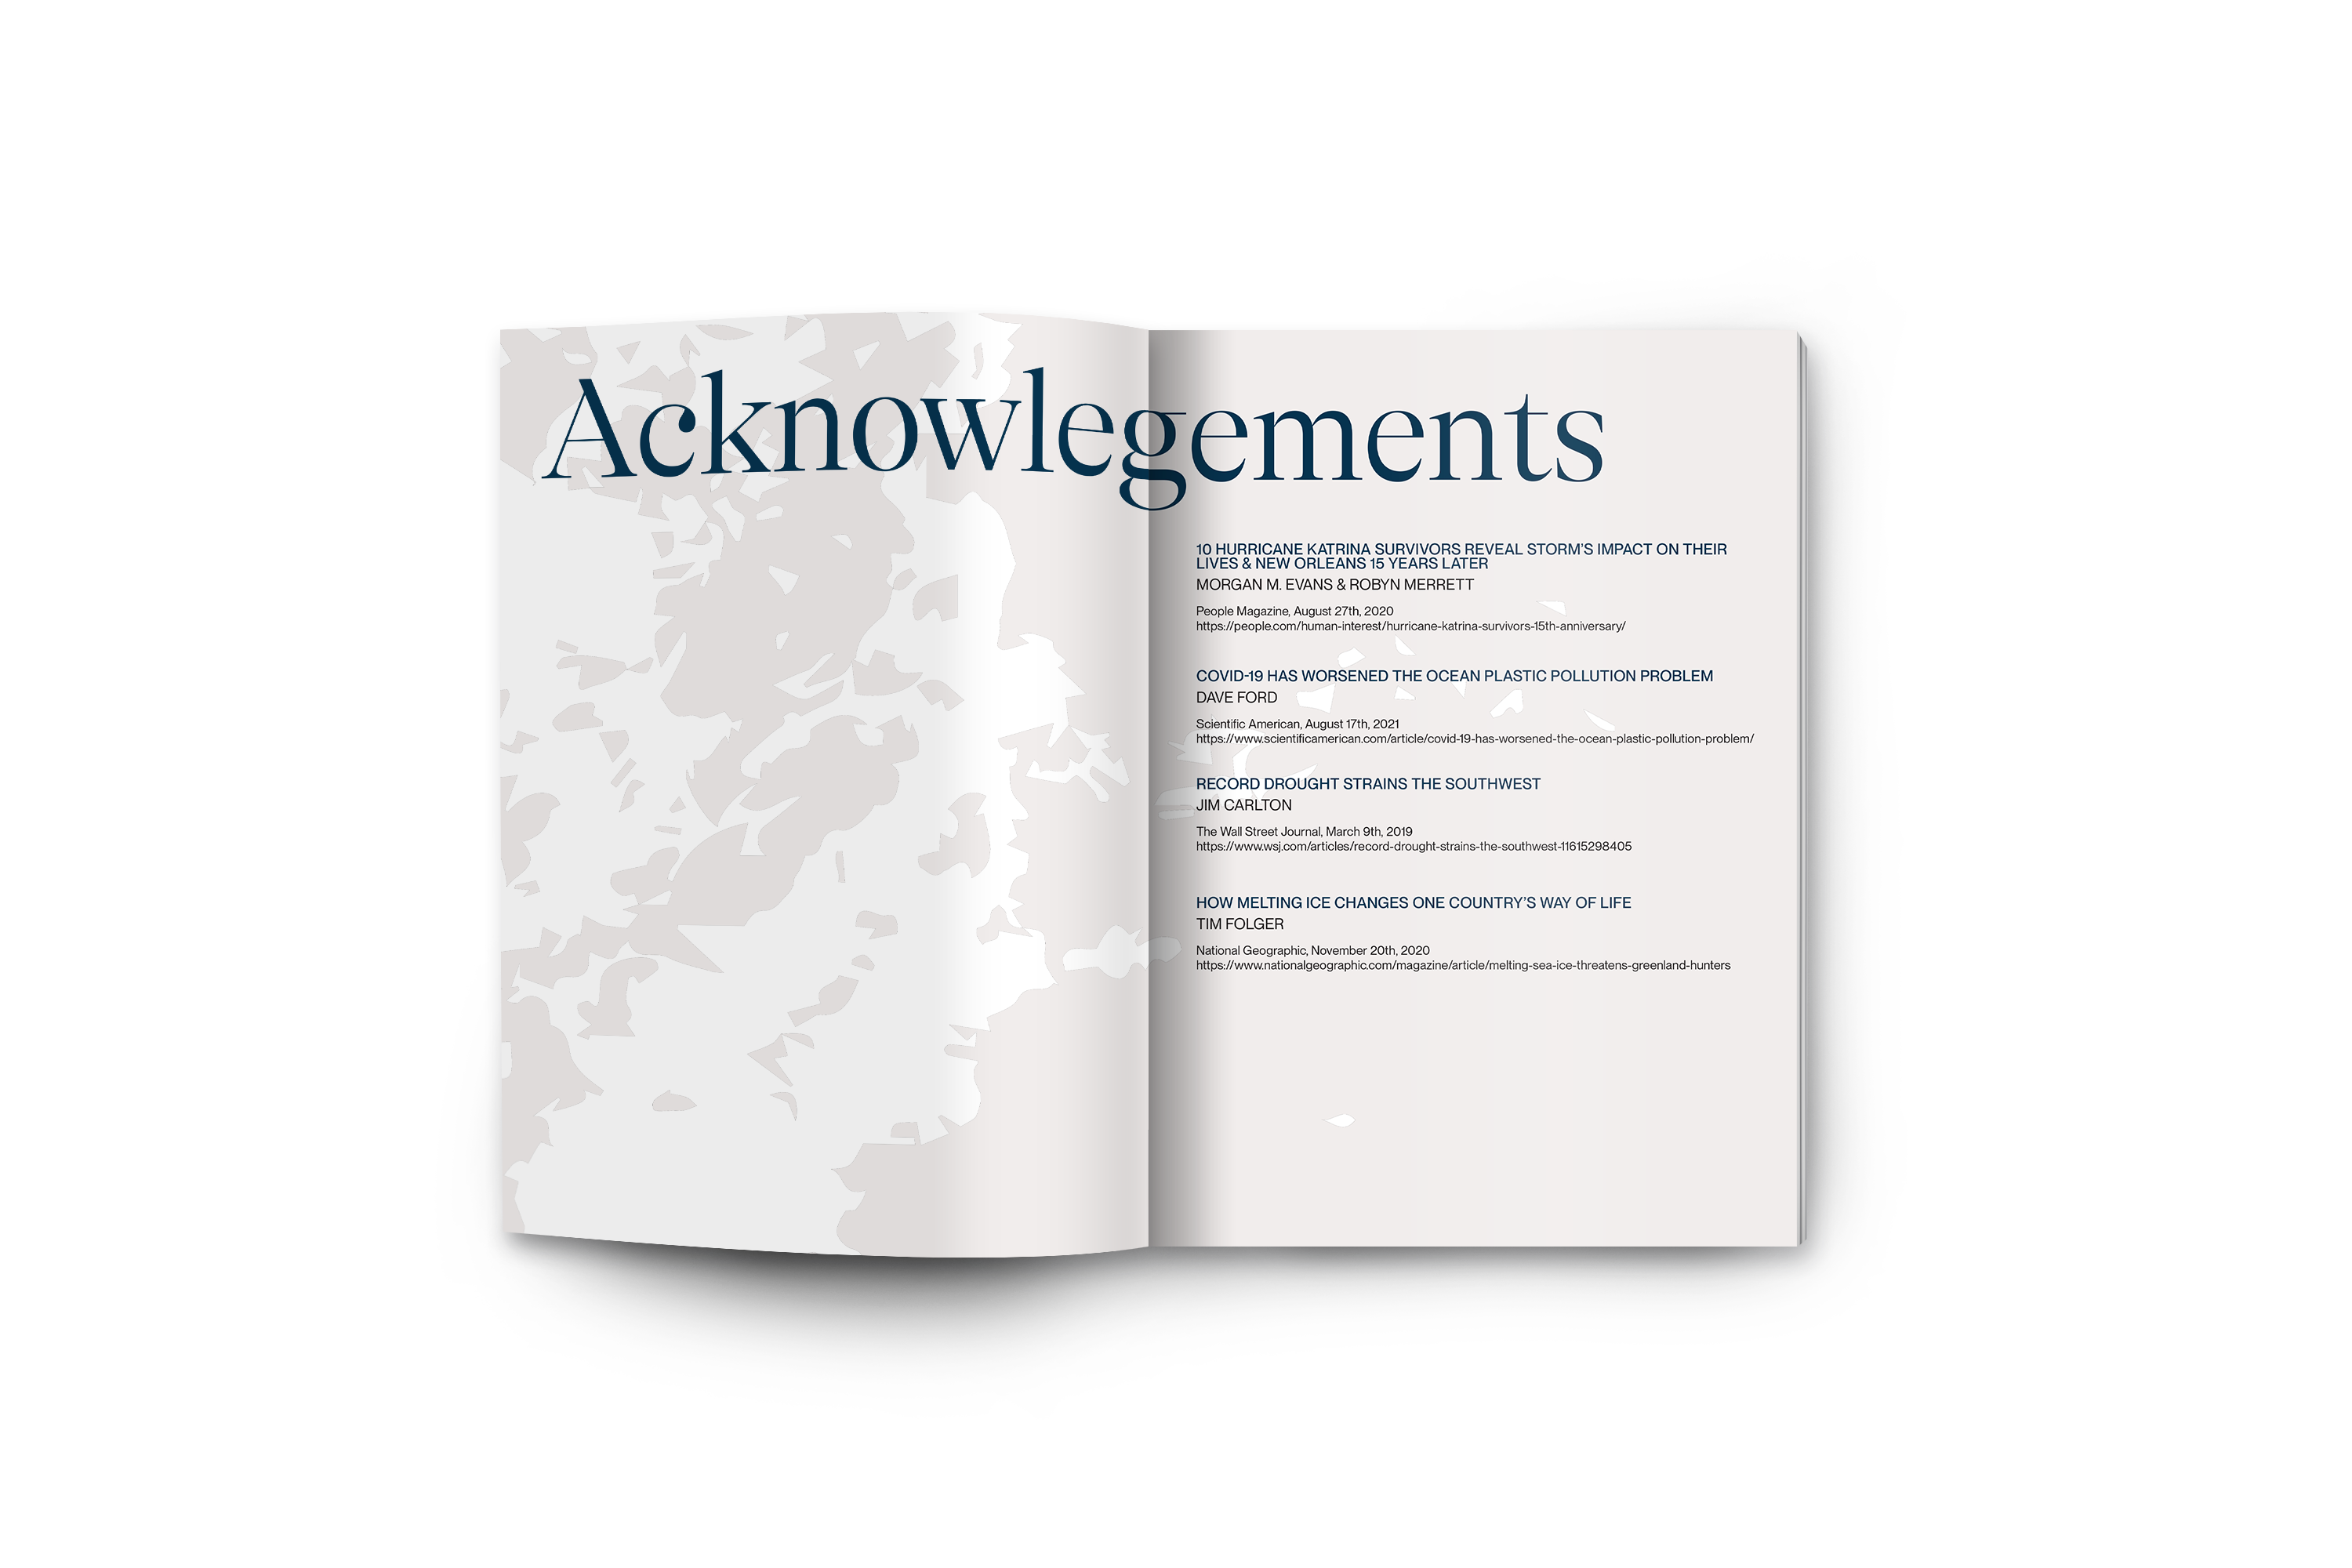 Acknowlegements
10 HURRICANE KATRINA SURVIVORS REVEAL STORM'S IMPACT ON THEIR
LIVES & NEW ORLEANS 15 YEARS LATER
MORGAN M. EVANS & ROBYN MERRETT
People Magazine, August 27th, 2020
https://people.com/human-interest/hurricane-katrina-survivors-15th-anniversary/
COVID-19 HAS WORSENED THE OCEAN PLASTIC POLLUTION PROBLEM
DAVE FORD
Scientific American, August 17th, 2021
https://www.scientificamerican.com/article/covid-19-has-worsened-the-ocean-plastic-pollution-problem/
RECORD DROUGHT STRAINS THE SOUTHWEST
JIM CARLTON
The Wall Street Journal, March 9th, 2019
https://www.wsj.com/articles/record-drought-strains-the-southwest-11615298405
HOW MELTING ICE CHANGES ONE COUNTRY'S WAY OF LIFE
TIM FOLGER
National Geographic, November 20th, 2020
https://www.nationalgeographic.com/magazine/article/melting-sea-ice-threatens-greenland-hunters